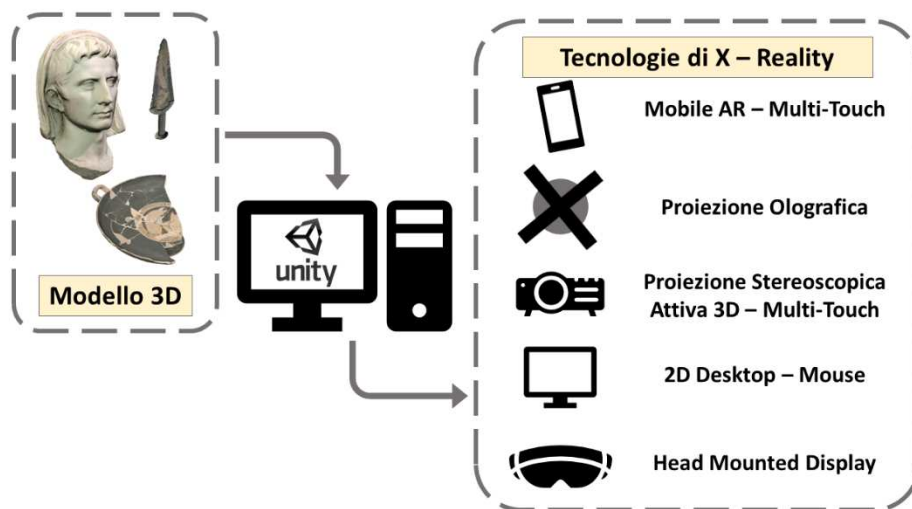 Modello 3D
unity
Tecnologie di X – Reality
Mobile AR – Multi-Touch
Proiezione Olografica
Proiezione Stereoscopica
Attiva 3D – Multi-Touch
2D Desktop – Mouse
Head Mounted Display